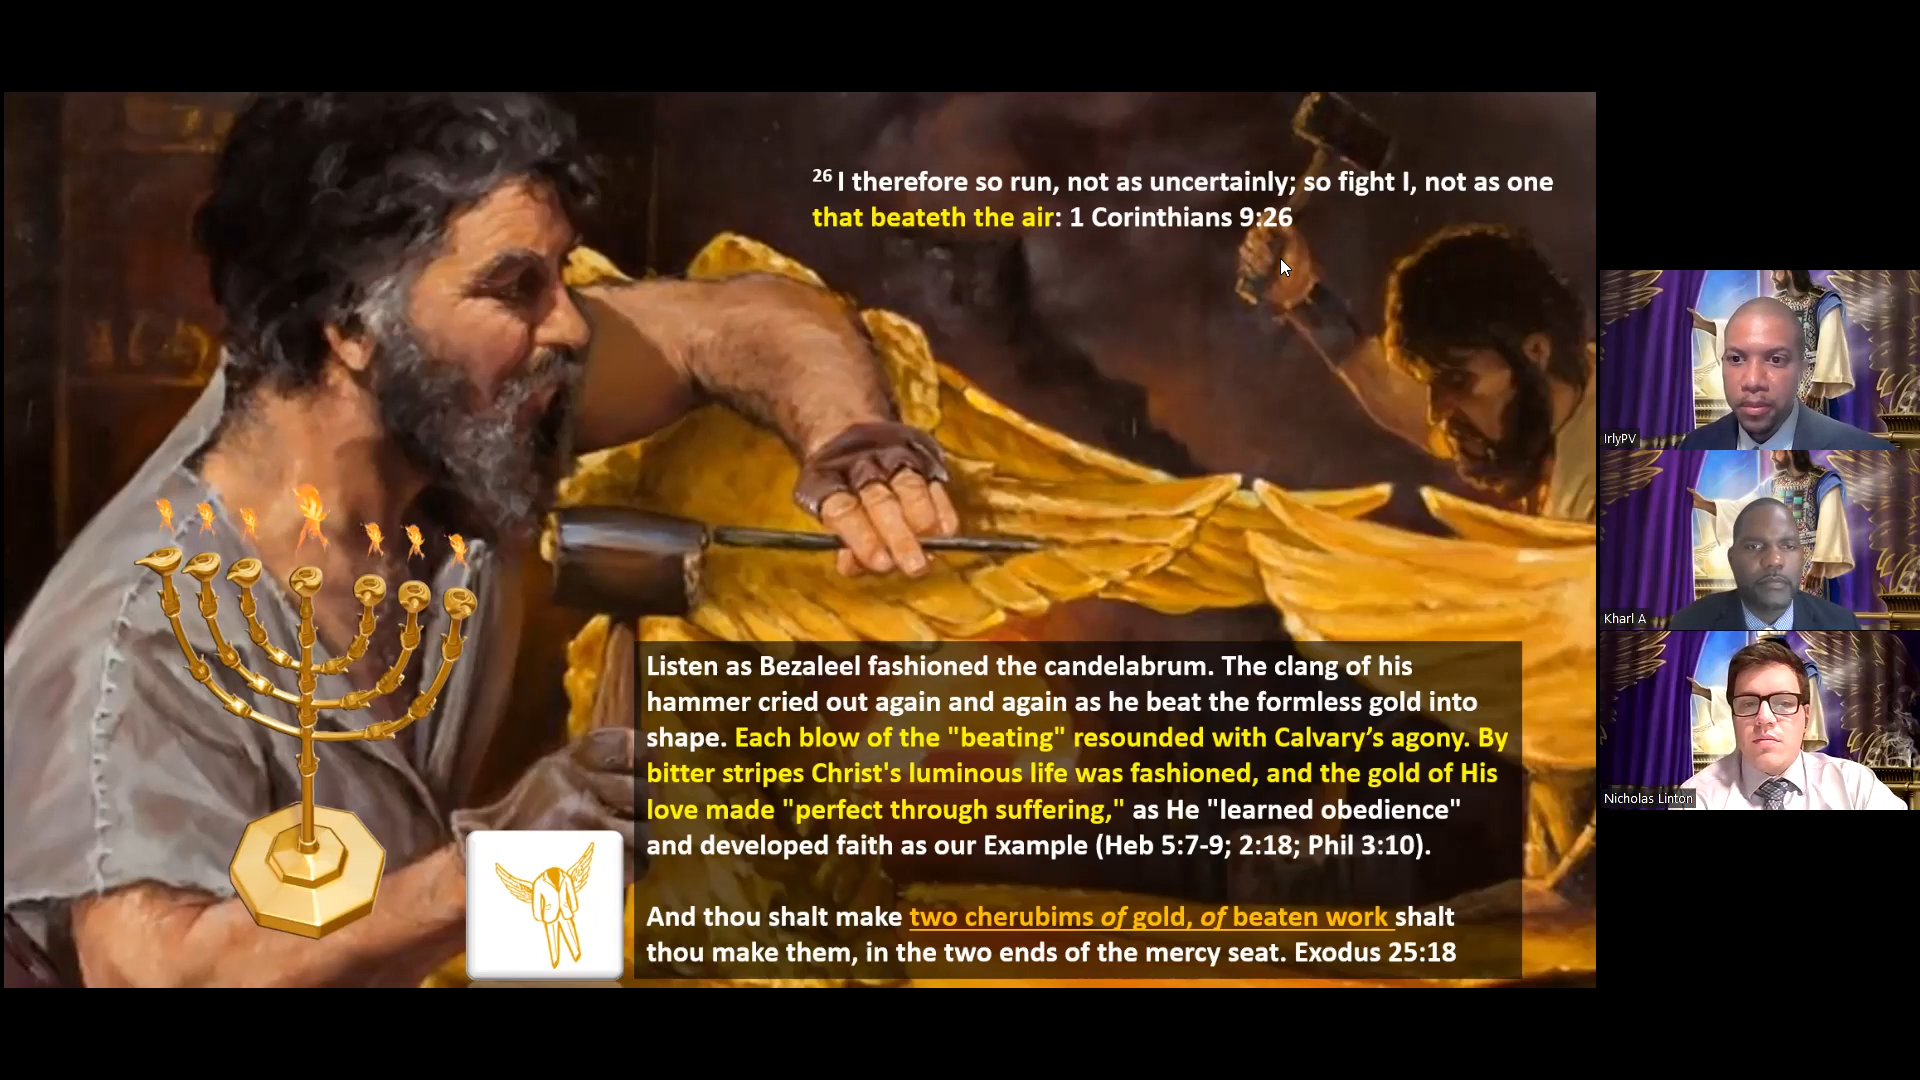 26 I therefore so run, not as uncertainly; so fight I, not as one
that beateth the air: 1 Corinthians 9:26
Listen as Bezaleel fashioned the candelabrum. The clang of his
hammer cried out again and again as he beat the formless gold into
shape. Each blow of the "beating" resounded with Calvary’s agony. By
bitter stripes Christ's luminous life was fashioned, and the gold of His
love made "perfect through suffering," as He "learned obedience"
and developed faith as our Example (Heb 5:7-9; 2:18; Phil 3:10).
And thou shalt make two cherubims of gold, of beaten work shalt
thou make them, in the two ends of the mercy seat. Exodus 25:18
IrlyPV
Kharl A
Nicholas Linton